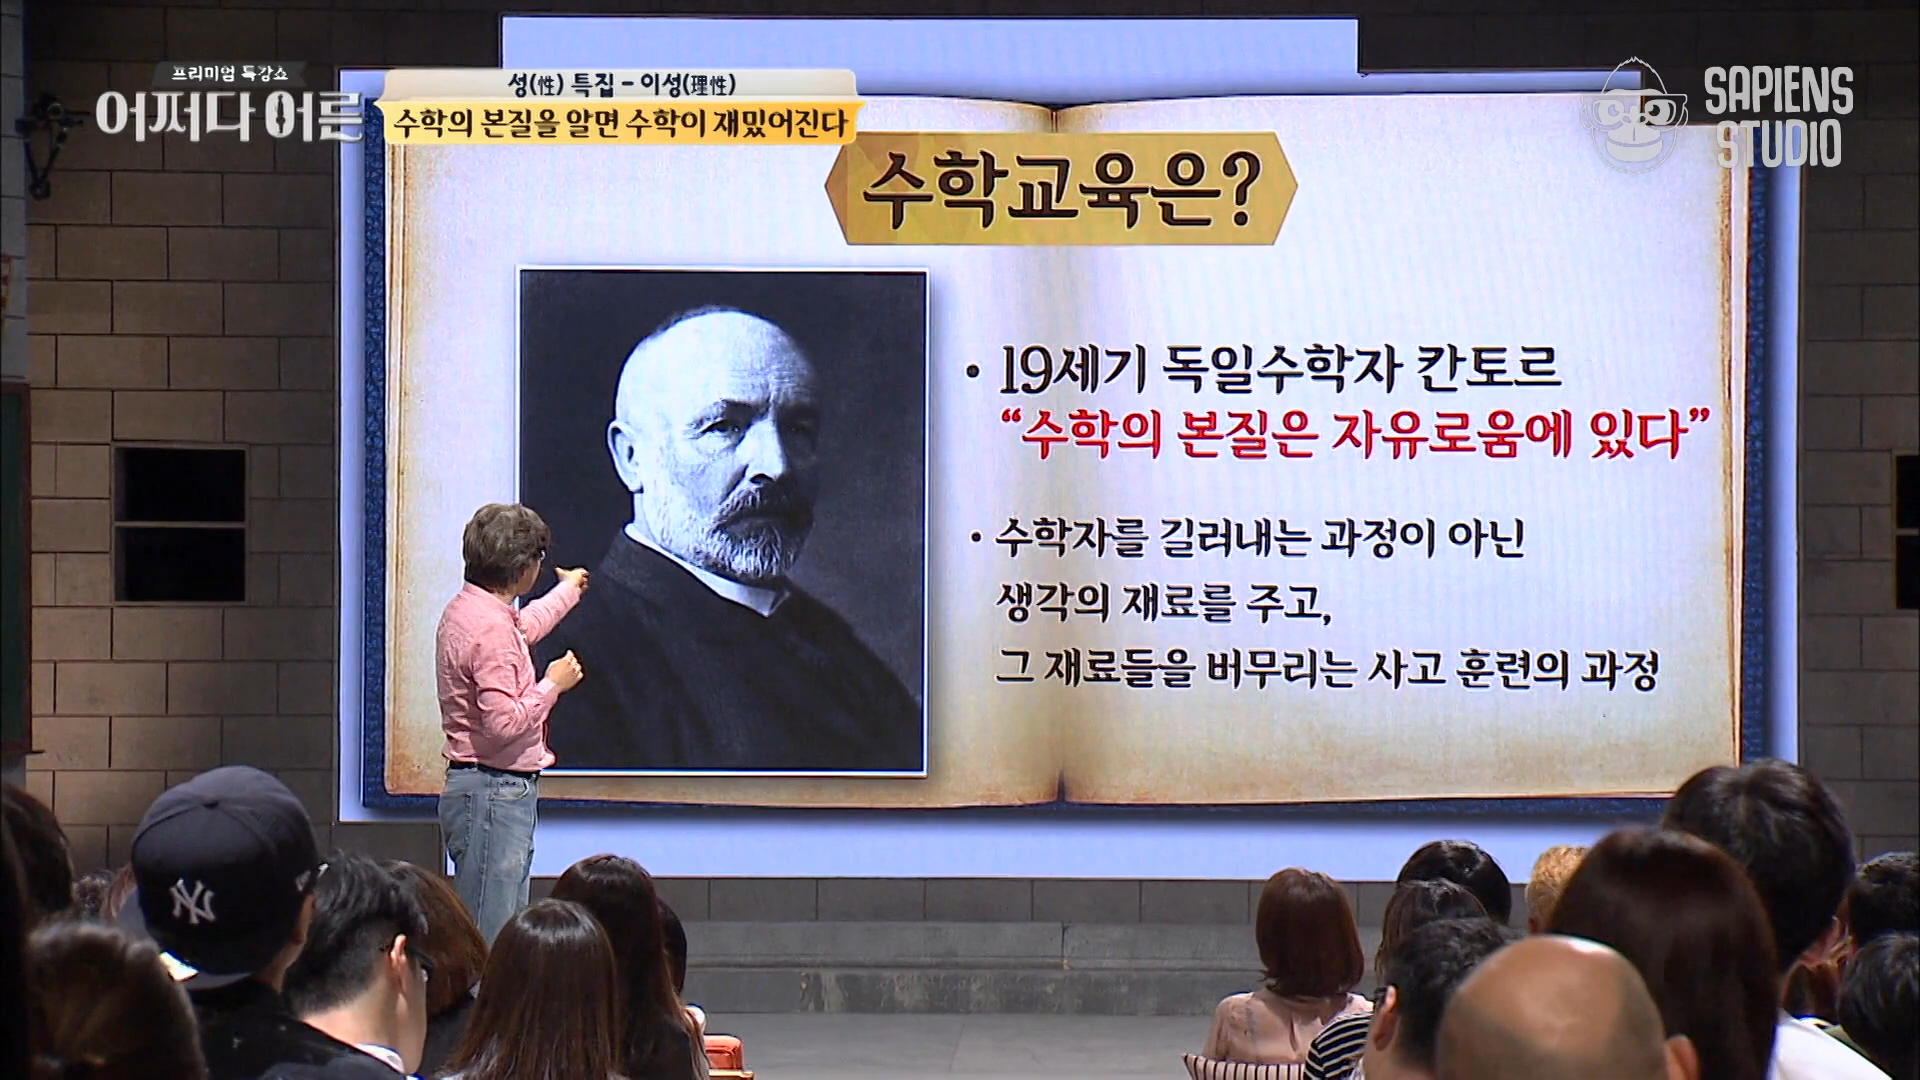 프리미엄 특강쇼
어쩌다 어른
성(性) 특집 - 이성(理性)
수학의 본질을 알면 수학이 재밌어진다
SAPIENS
STUDIO
수학교육은?
• 19세기 독일수학자 칸토르
“수학의 본질은 자유로움에 있다”
• 수학자를 길러내는 과정이 아닌
생각의 재료를 주고,
그 재료들을 버무리는 사고 훈련의 과정
NY